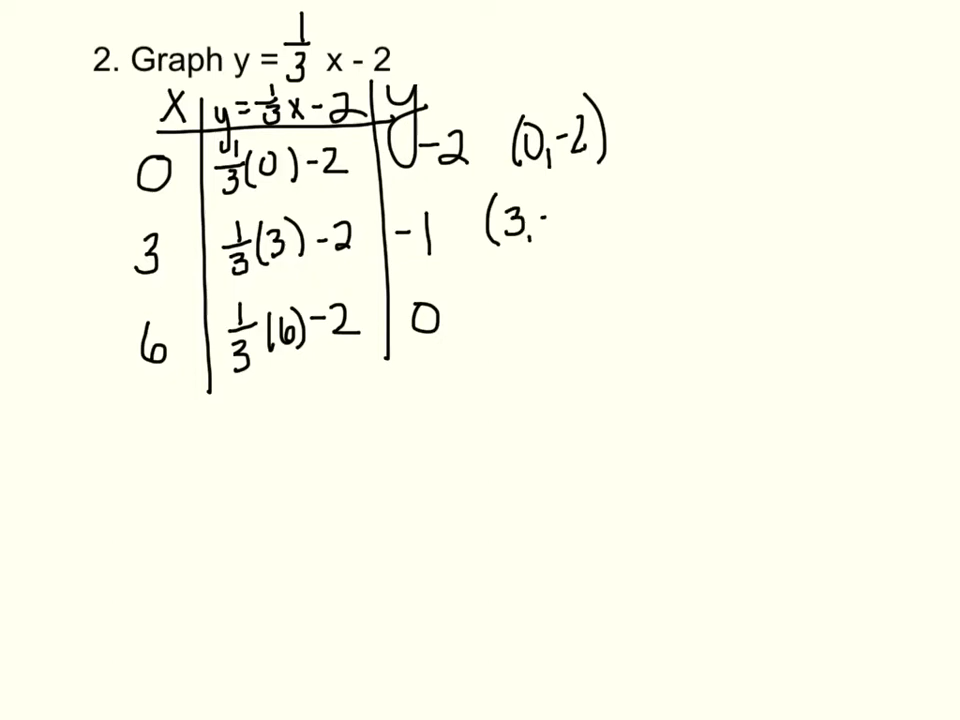 2. Graph y = 1/3 x - 2
x | y = 1/3 x - 2 | y
0 | 1/3 (0) - 2 | -2 (0, -2)
3 | 1/3 (3) - 2 | -1 (3, -
6 | 1/3 (6) - 2 | 0